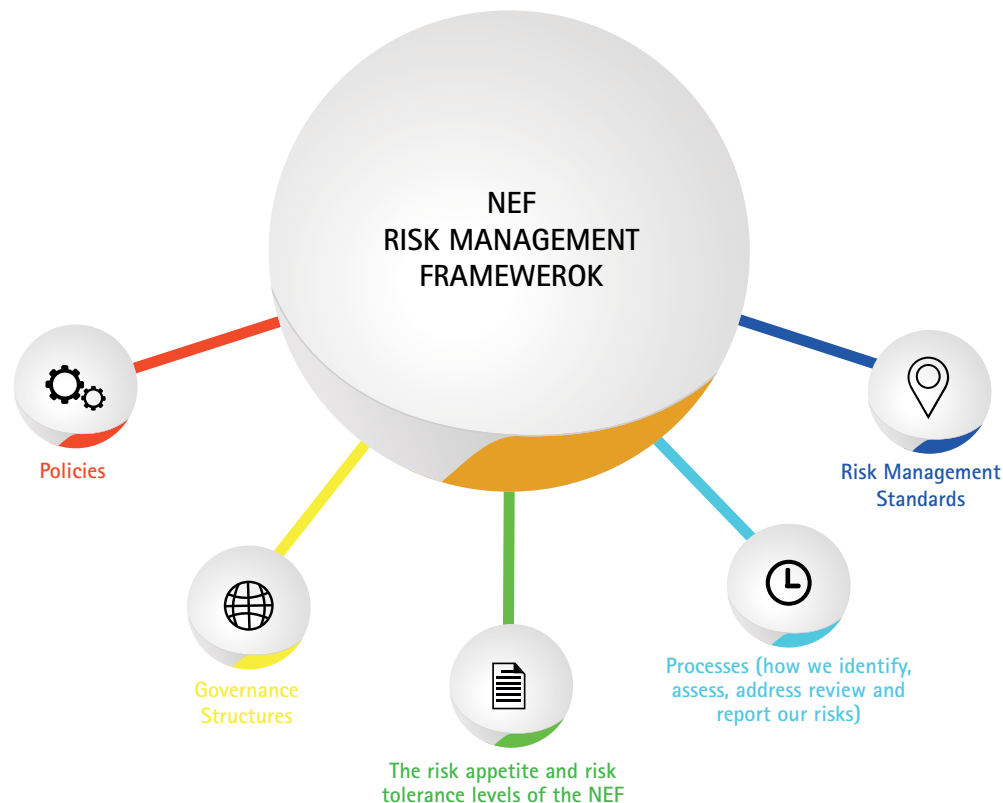 NEF
RISK MANAGEMENT
FRAMEWEROK
Policies
Governance
Structures
The risk appetite and risk
tolerance levels of the NEF
Processes (how we identify,
assess, address review and
report our risks)
Risk Management
Standards